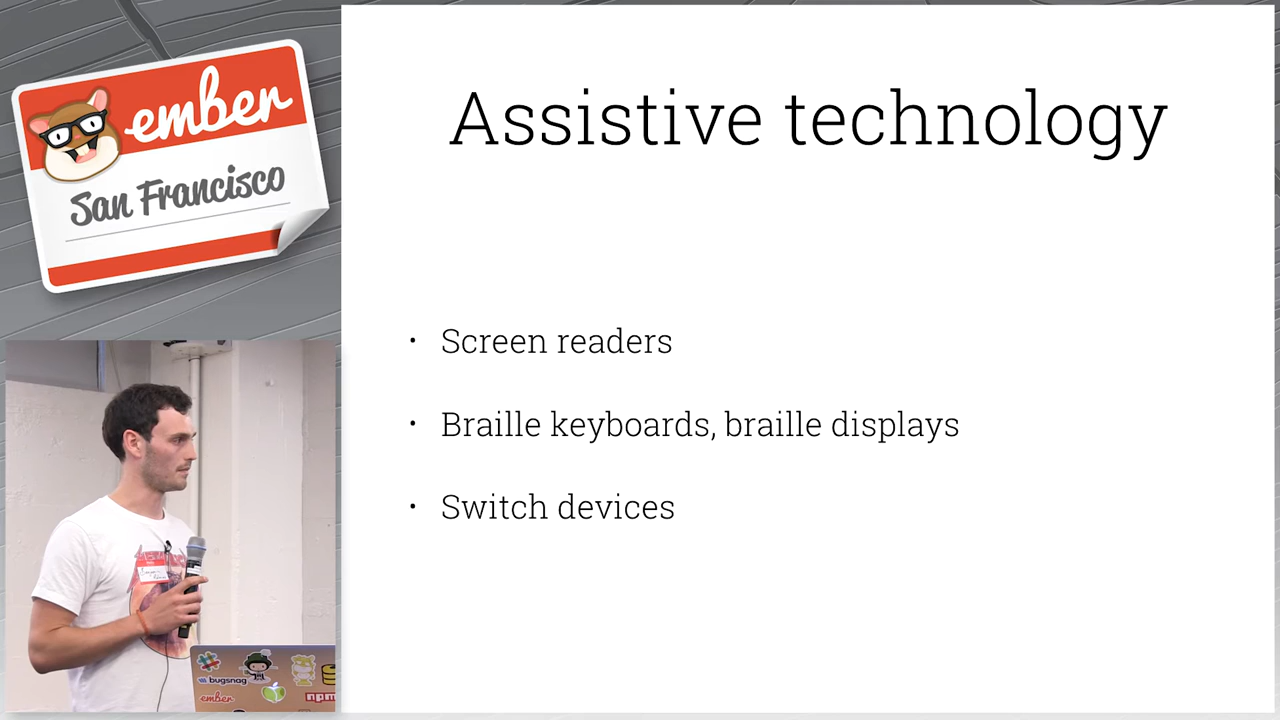 ember
San Francisco
Assistive technology
• Screen readers
• Braille keyboards, braille displays
• Switch devices
bugsnag
ember
npm